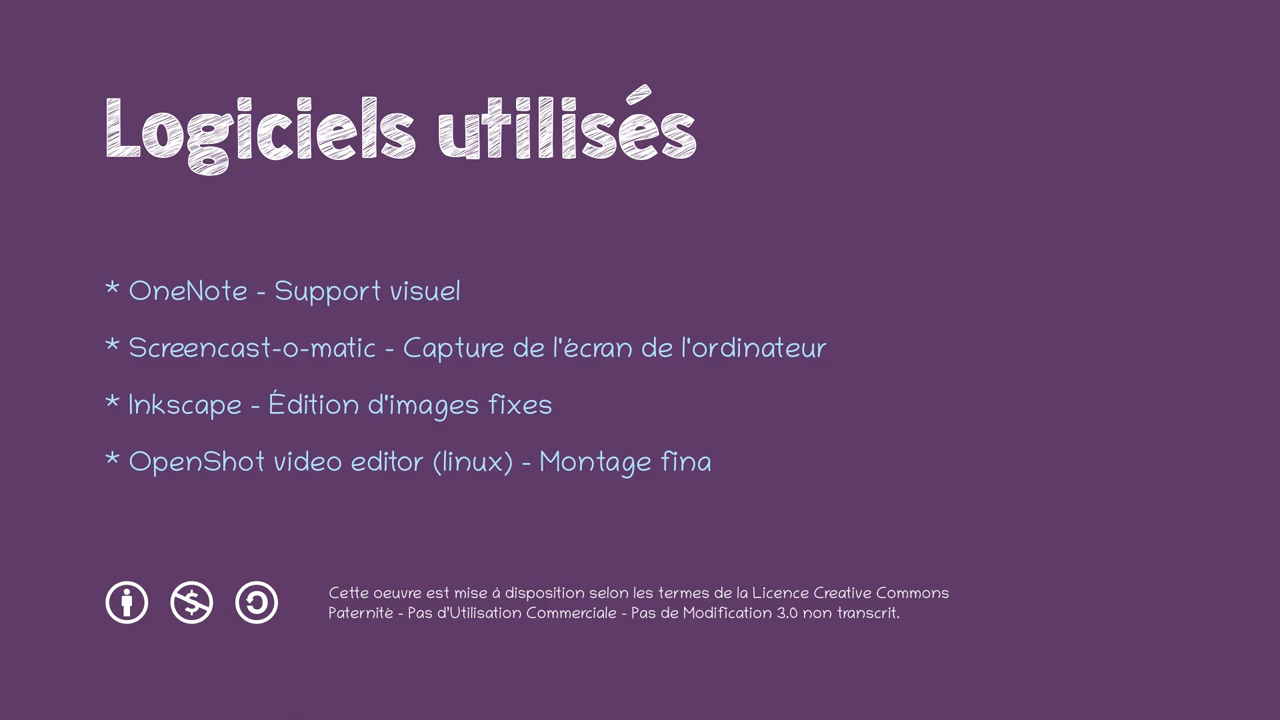 Logiciels utilisés
* OneNote - Support visuel
* Screencast-o-matic - Capture de l'écran de l'ordinateur
* Inkscape - Édition d'images fixes
* OpenShot video editor (linux) - Montage fina
Cette oeuvre est mise à disposition selon les termes de la Licence Creative Commons
Paternité - Pas d'Utilisation Commerciale - Pas de Modification 3.0 non transcrit.